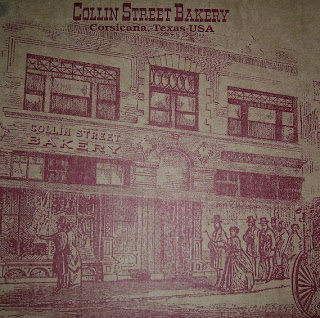 COLLIN STREET BAKERY
Corsicana, Texas USA
COLLIN STREET
BAKERY